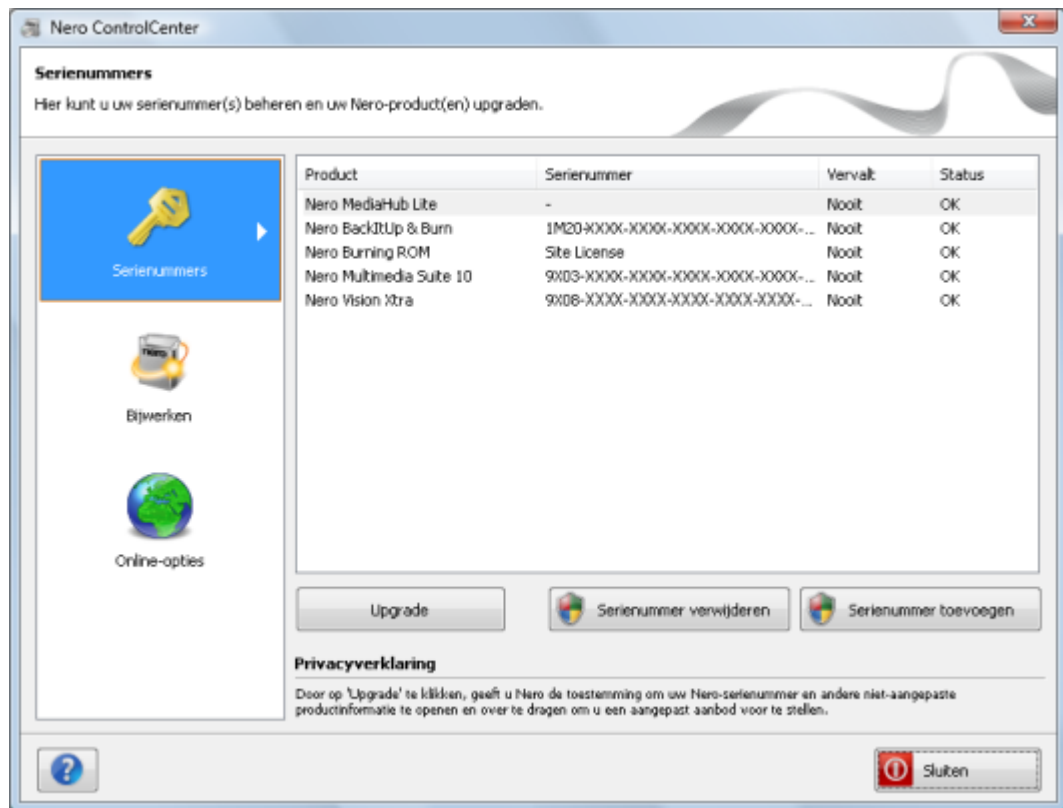 Nero ControlCenter
Serienummers
Hier kunt u uw serienummer(s) beheren en uw Nero-product(en) upgraden.
Serienummers
Bijwerken
Online-opties
Product Serienummer Vervalt Status
Nero MediaHub Lite - Nooit OK
Nero BackItUp & Burn 1M20-XXXX-XXXX-XXXX-XXXX-XXXX-... Nooit OK
Nero Burning ROM Site License Nooit OK
Nero Multimedia Suite 10 9X03-XXXX-XXXX-XXXX-XXXX-XXXX-... Nooit OK
Nero Vision Xtra 9X08-XXXX-XXXX-XXXX-XXXX-XXXX-... Nooit OK
Upgrade Serienummer verwijderen Serienummer toevoegen
Privacyverklaring
Door op 'Upgrade' te klikken, geeft u Nero de toestemming om uw Nero-serienummer en andere niet-aangepaste
productinformatie te openen en over te dragen om u een aangepast aanbod voor te stellen.
Sluiten